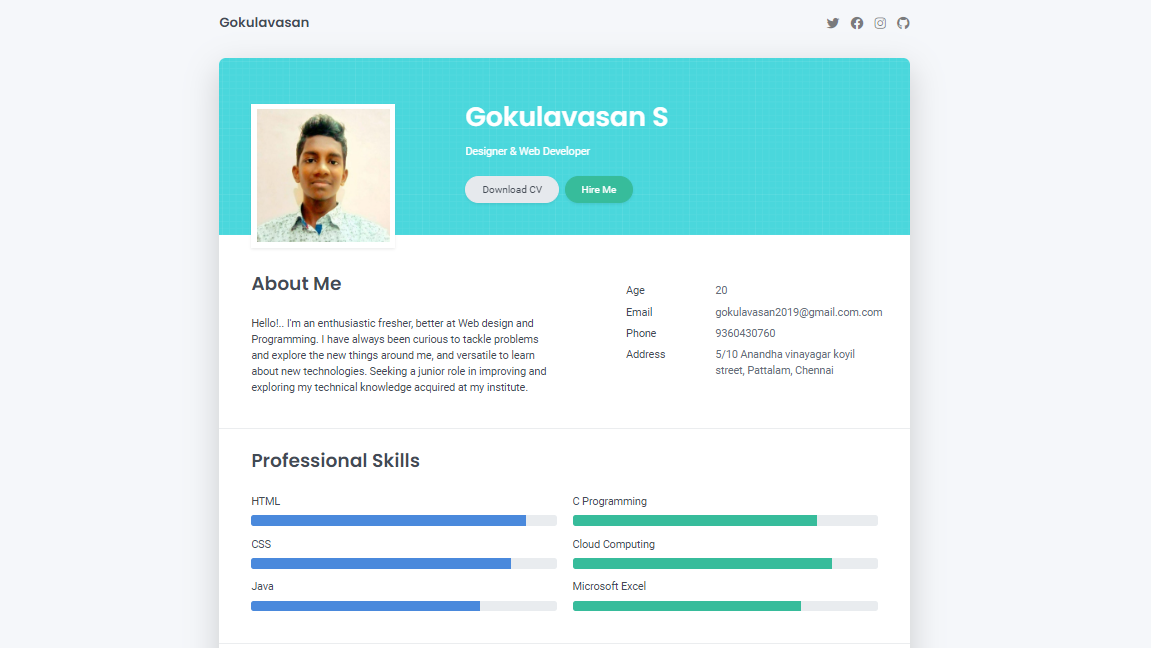 Gokulavasan
Gokulavasan S
Designer & Web Developer
Download CV
Hire Me
About Me
Hello!.. I'm an enthusiastic fresher, better at Web design and
Programming. I have always been curious to tackle problems
and explore the new things around me, and versatile to learn
about new technologies. Seeking a junior role in improving and
exploring my technical knowledge acquired at my institute.
Age 20
Email gokulavasan2019@gmail.com.com
Phone 9360430760
Address 5/10 Anandha vinayagar koyil
street, Pattalam, Chennai
Professional Skills
HTML
C Programming
CSS
Cloud Computing
Java
Microsoft Excel